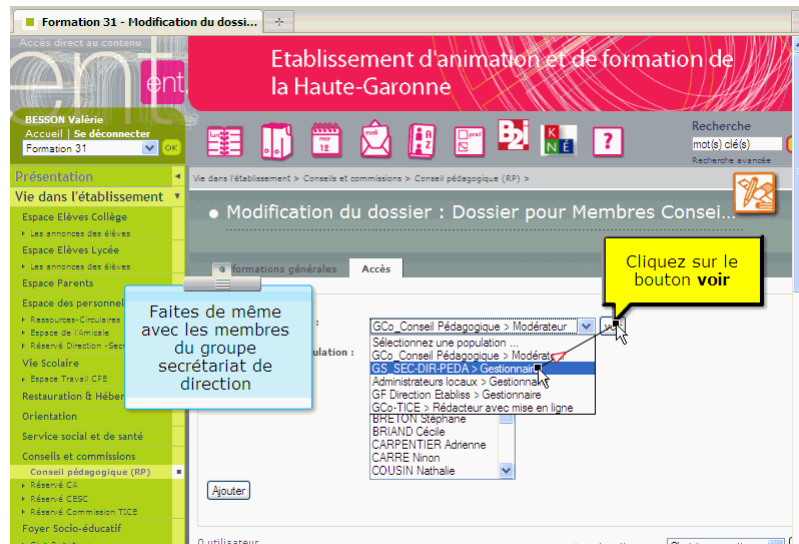 Formation 31 - Modification du dossi...
Accès direct au contenu
ent
ent.
Etablissement d'animation et de formation de
la Haute-Garonne
BESSON Valérie
Accueil | Se déconnecter
Formation 31
OK
mar
12
mail
A
Z
pnel
B2i
K
N É
?
Recherche
mot(s) clé(s)
Recherche avancée
Présentation
Vie dans l'établissement
Espace Elèves Collège
Les annonces des élèves
Espace Elèves Lycée
Les annonces des élèves
Espace Parents
Espace des personnel
Ressources-Circulaires
Espace de l'Amicale
Réservé Direction -Sec
Vie Scolaire
Espace Travail CPE
Restauration & Héber
Orientation
Service social et de santé
Conseils et commissions
Conseil pédagogique (RP)
Réservé CA
Réservé CESC
Réservé Commission TICE
Foyer Socio-éducatif
Vie dans l'établissement > Conseils et commissions > Conseil pédagogique (RP) >
Modification du dossier : Dossier pour Membres Consei...
formations générales
Accès
Cliquez sur le
bouton voir
Faites de même
avec les membres
du groupe
secrétariat de
direction
:
GCo_Conseil Pédagogique > Modérateur
ulation :
Sélectionnez une population ...
GCo_Conseil Pédagogique > Modérate
GS_SEC-DIR-PEDA > Gestionnaire
Administrateurs locaux > Gestionna
GF Direction Etabliss > Gestionnaire
GCo-TICE > Rédacteur avec mise en ligne
BRETON Stéphane
BRIAND Cécile
CARPENTIER Adrienne
CARRE Ninon
COUSIN Nathalie
Ajouter
0 utilisateur